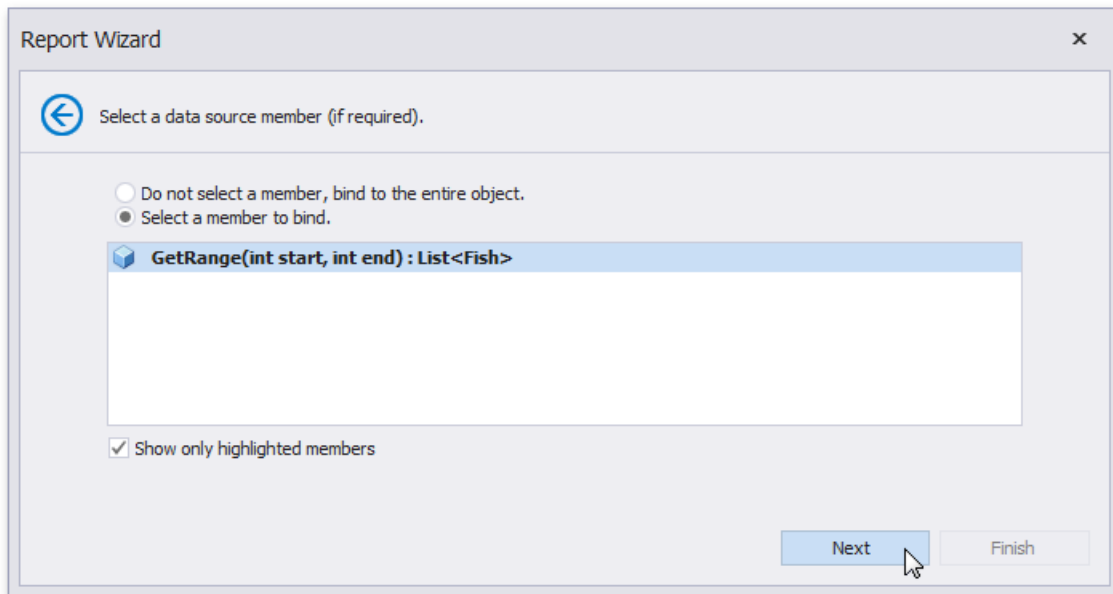 Report Wizard
Select a data source member (if required).
Do not select a member, bind to the entire object.
Select a member to bind.
GetRange(int start, int end) : List<Fish>
Show only highlighted members
Next
Finish